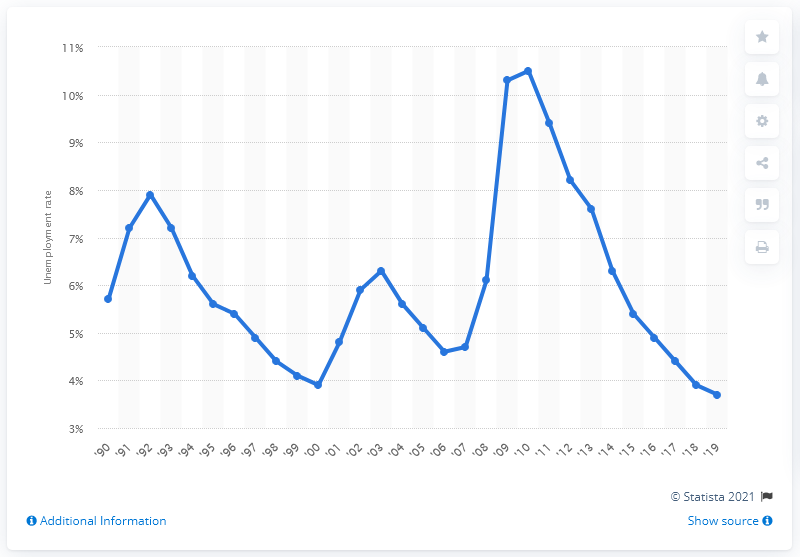 11%
10%
9%
8%
7%
6%
5%
4%
3%
Unemployment rate
'90 '91 '92 '93 '94 '95 '96 '97 '98 '99 '00 '01 '02 '03 '04 '05 '06 '07 '08 '09 '10 '11 '12 '13 '14 '15 '16 '17 '18 '19
© Statista 2021
Additional Information
Show source